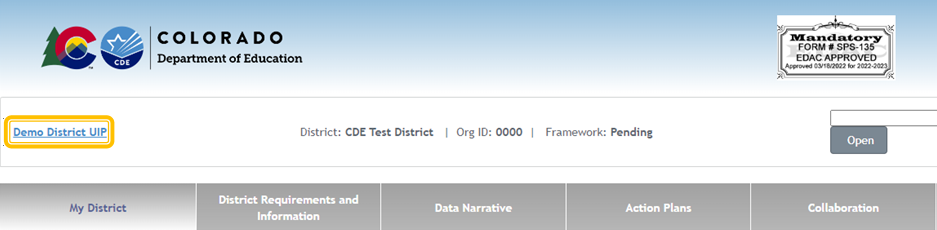 COLORADO
Department of Education
CDE
TM
Mandatory
FORM # SPS-135
EDAC APPROVED
Approved 03/18/2022 for 2022-2023
Demo District UIP
District: CDE Test District | Org ID: 0000 | Framework: Pending
Open
My District
District Requirements and
Information
Data Narrative
Action Plans
Collaboration